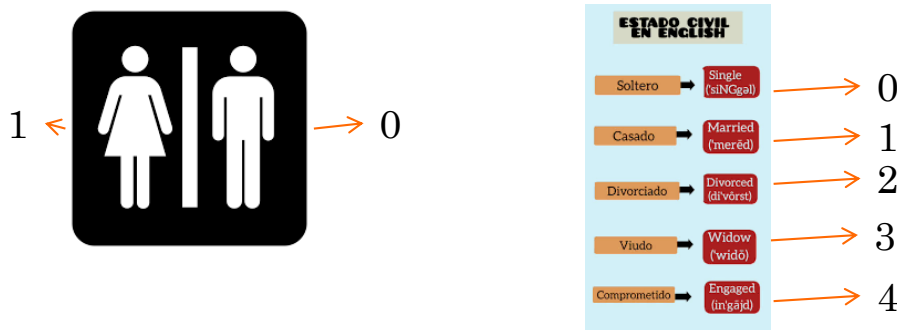 1
0
ESTADO CIVIL
EN ENGLISH
Soltero
Single
('siNGgəl)
0
Casado
Married
('merēd)
1
Divorciado
Divorced
(di'vôrst)
2
Viudo
Widow
('widō)
3
Comprometido
Engaged
(in'gājd)
4